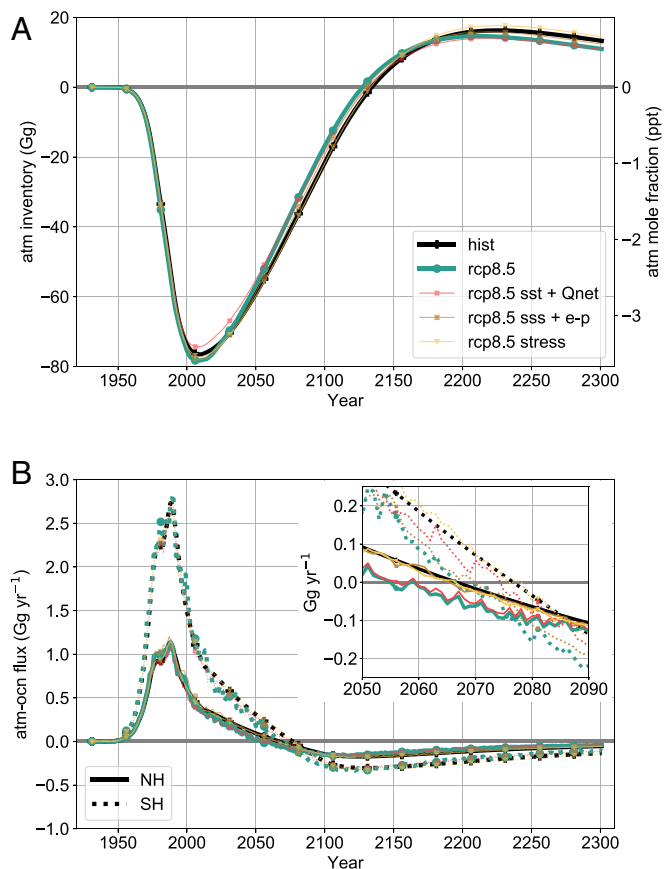 A
20
0
−20
−40
−60
−80
atm inventory (Gg)
0
−1
−2
−3
atm mole fraction (ppt)
hist
rcp8.5
rcp8.5 sst + Qnet
rcp8.5 sss + e-p
rcp8.5 stress
1950 2000 2050 2100 2150 2200 2250 2300
Year
B
3.0
2.5
2.0
1.5
1.0
0.5
0.0
−0.5
−1.0
atm-ocn flux (Gg yr⁻¹)
0.2
0.1
0.0
−0.1
−0.2
Gg yr⁻¹
2050 2060 2070 2080 2090
NH
SH
1950 2000 2050 2100 2150 2200 2250 2300
Year